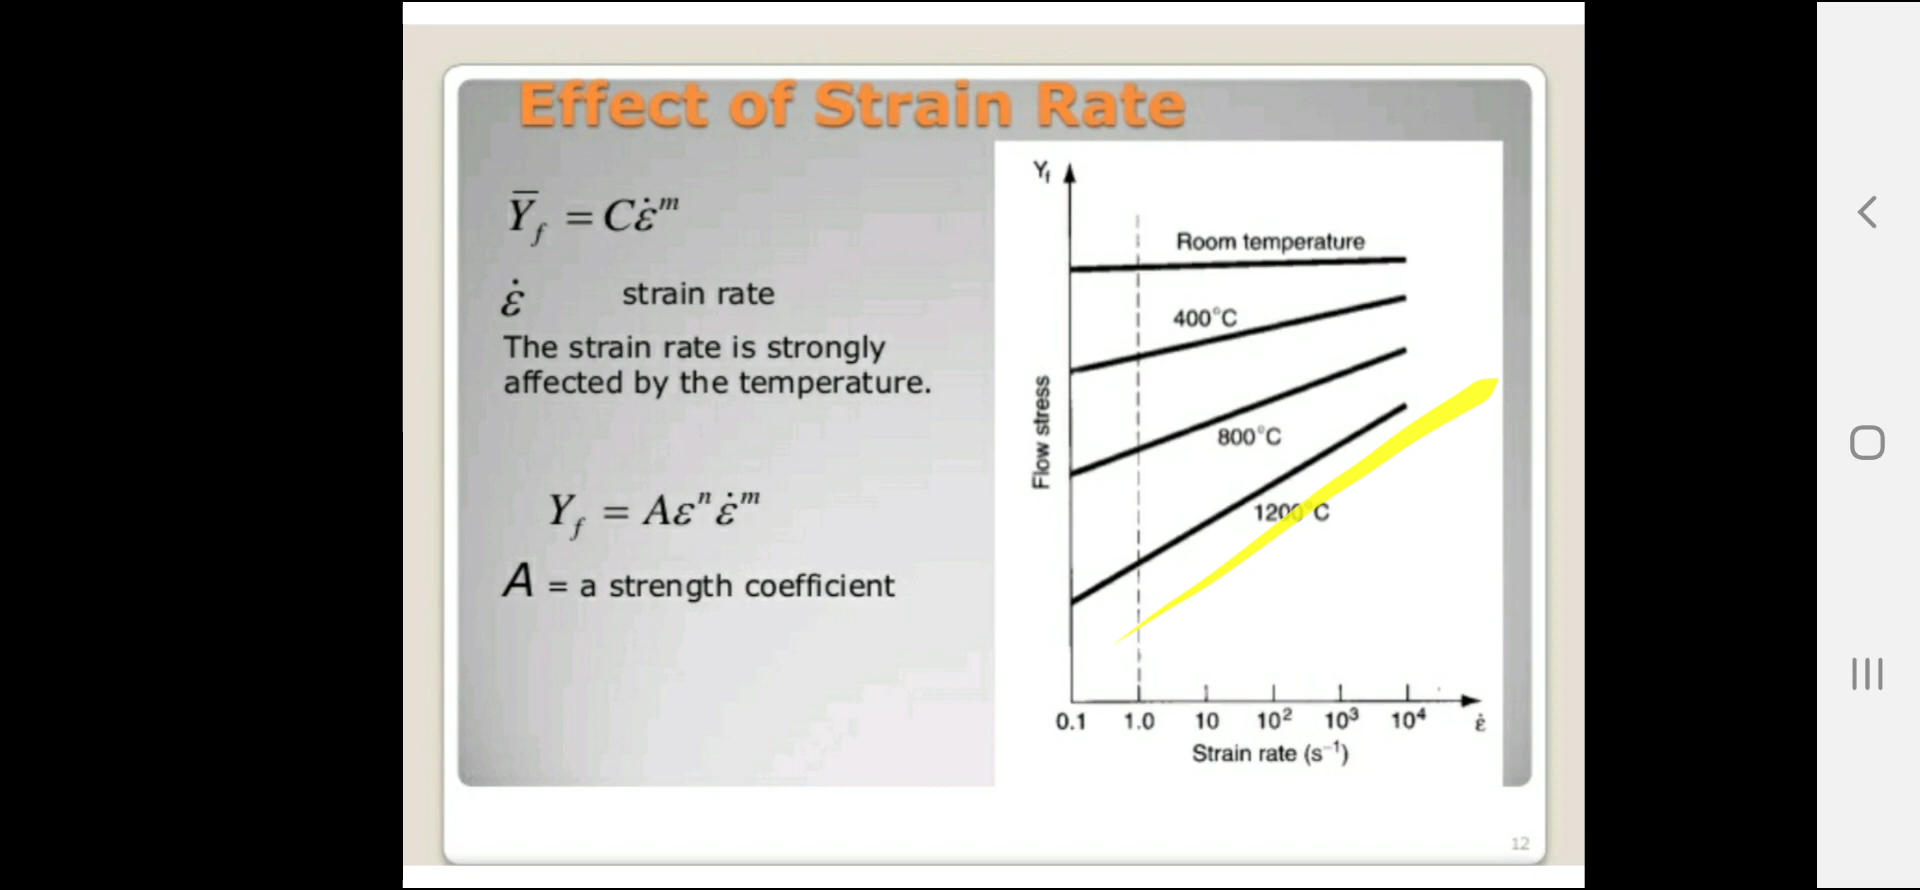 Effect of Strain Rate
Y̅f = Cε̇ᵐ
ε̇ strain rate
The strain rate is strongly
affected by the temperature.
Yf = Aεⁿε̇ᵐ
A = a strength coefficient
Yf
Room temperature
400°C
800°C
1200°C
Flow stress
0.1 1.0 10 10² 10³ 10⁴ ε̇
Strain rate (s⁻¹)
12